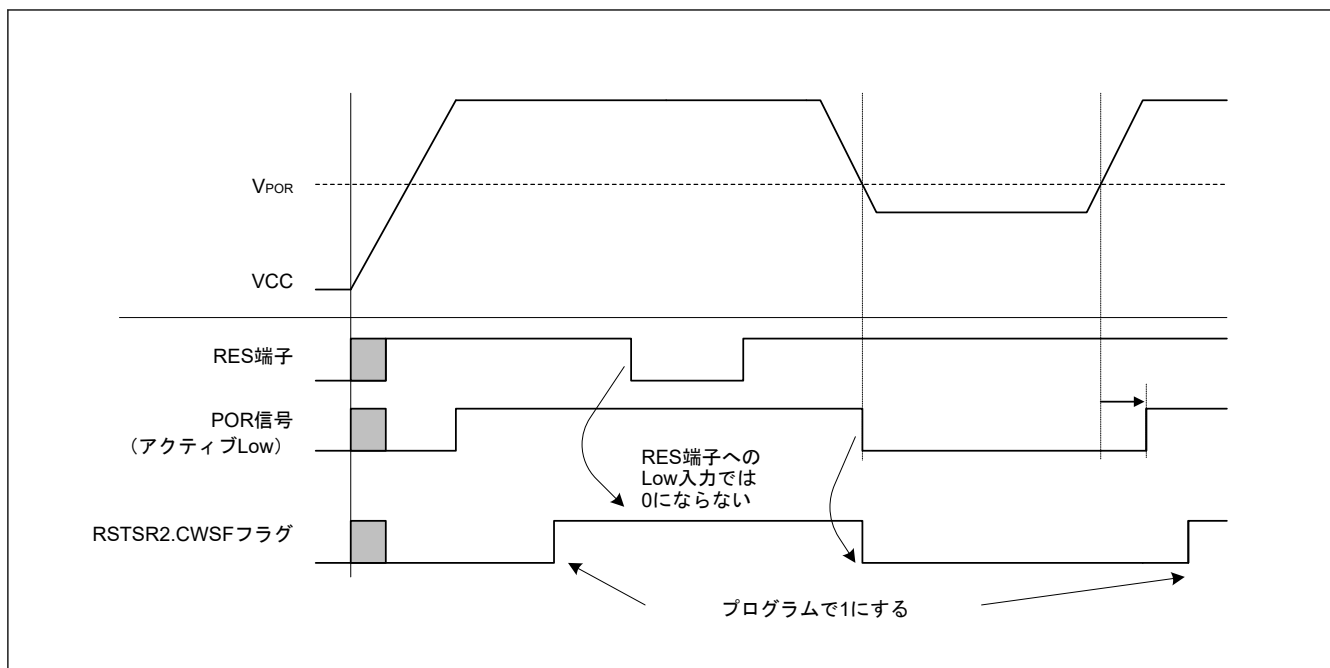 VPOR
VCC
RES端子
POR信号
（アクティブLow）
RES端子への
Low入力では
0にならない
RSTSR2.CWSFフラグ
プログラムで1にする